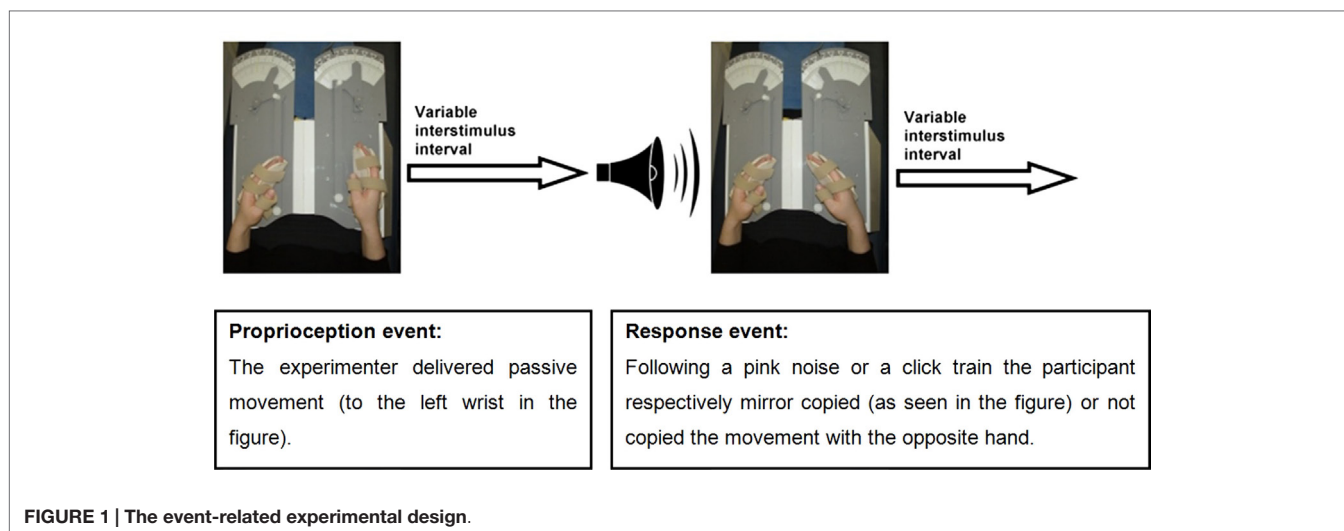 Variable
interstimulus
interval
Variable
interstimulus
interval
Proprioception event:
The experimenter delivered passive
movement (to the left wrist in the
figure).
Response event:
Following a pink noise or a click train the participant
respectively mirror copied (as seen in the figure) or not
copied the movement with the opposite hand.
FIGURE 1 | The event-related experimental design.